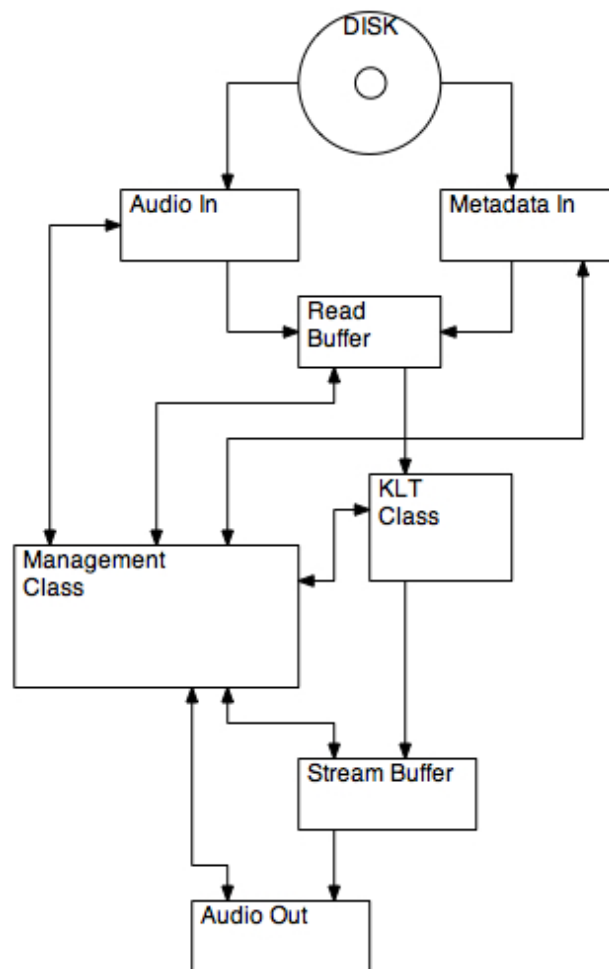 DISK
Audio In
Metadata In
Read
Buffer
KLT
Class
Management
Class
Stream Buffer
Audio Out